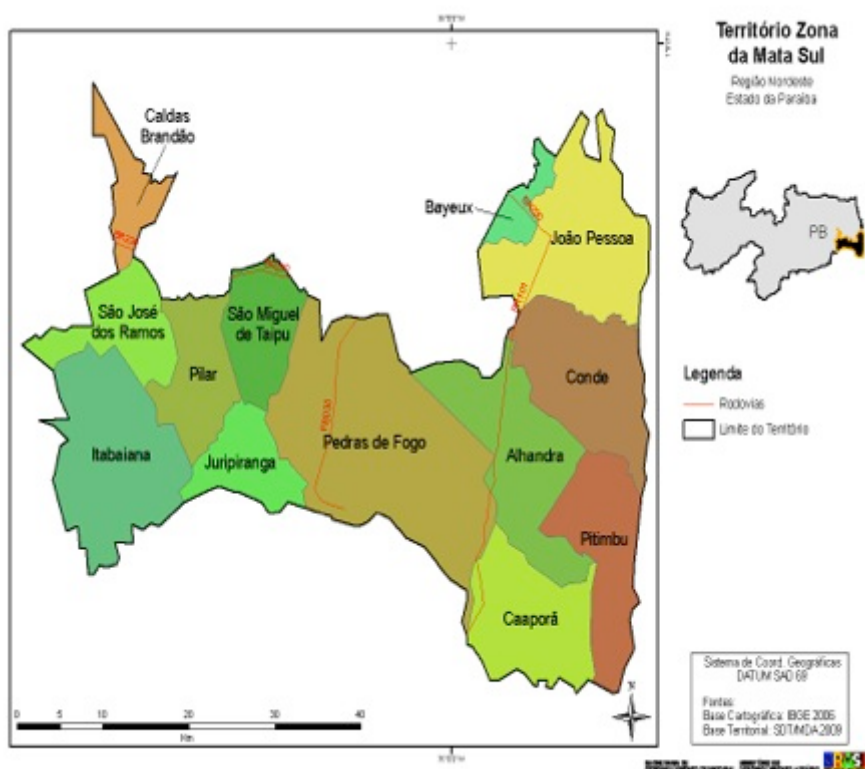 Território Zona
da Mata Sul
Região Nordeste
Estado da Paraíba
Caldas
Brandão
Bayeux
João Pessoa
PB
São José
dos Ramos
São Miguel
de Taipu
Pilar
Conde
Legenda
Rodovias
Limite do Território
Itabaiana
Juripiranga
Pedras de Fogo
Alhandra
Pitimbu
Caaporã
0 5 10 20 30 40
Km
Sistema de Coord. Geográficas
DATUM SAD 69
Fontes:
Base Cartográfica: IBGE 2006
Base Territorial: SDT/MDA 2009